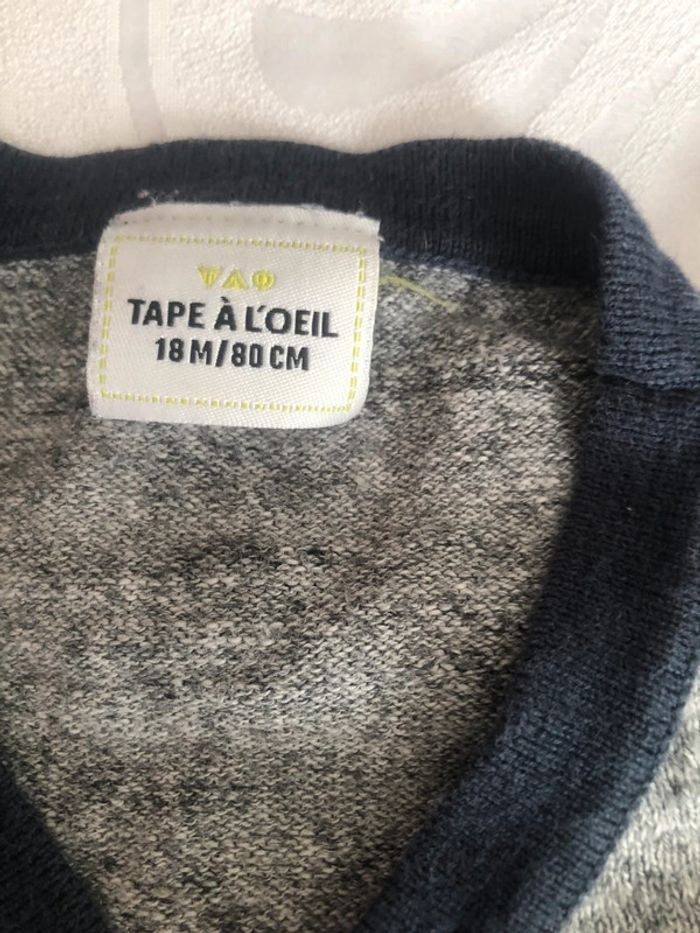 TAO
TAPE À L'OEIL
18 M/80 CM